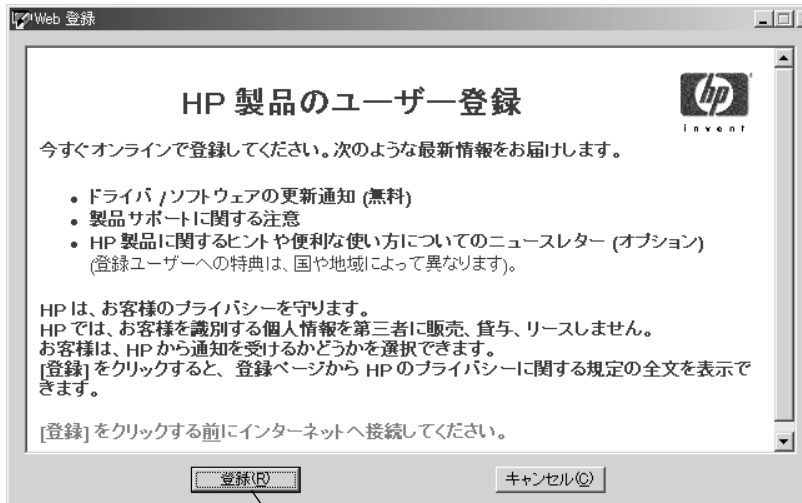 Web 登録
HP 製品のユーザー登録
hp
invent
今すぐオンラインで登録してください。次のような最新情報をお届けします。
• ドライバ /ソフトウェアの更新通知 (無料)
• 製品サポートに関する注意
• HP 製品に関するヒントや便利な使い方についてのニュースレター (オプション)
(登録ユーザーへの特典は、国や地域によって異なります)。
HP は、お客様のプライバシーを守ります。
HP では、お客様を識別する個人情報を第三者に販売、貸与、リースしません。
お客様は、HP から通知を受けるかどうかを選択できます。
[登録] をクリックすると、登録ページから HP のプライバシーに関する規定の全文を表示で
きます。
[登録] をクリックする前にインターネットへ接続してください。
登録(R)
キャンセル(C)